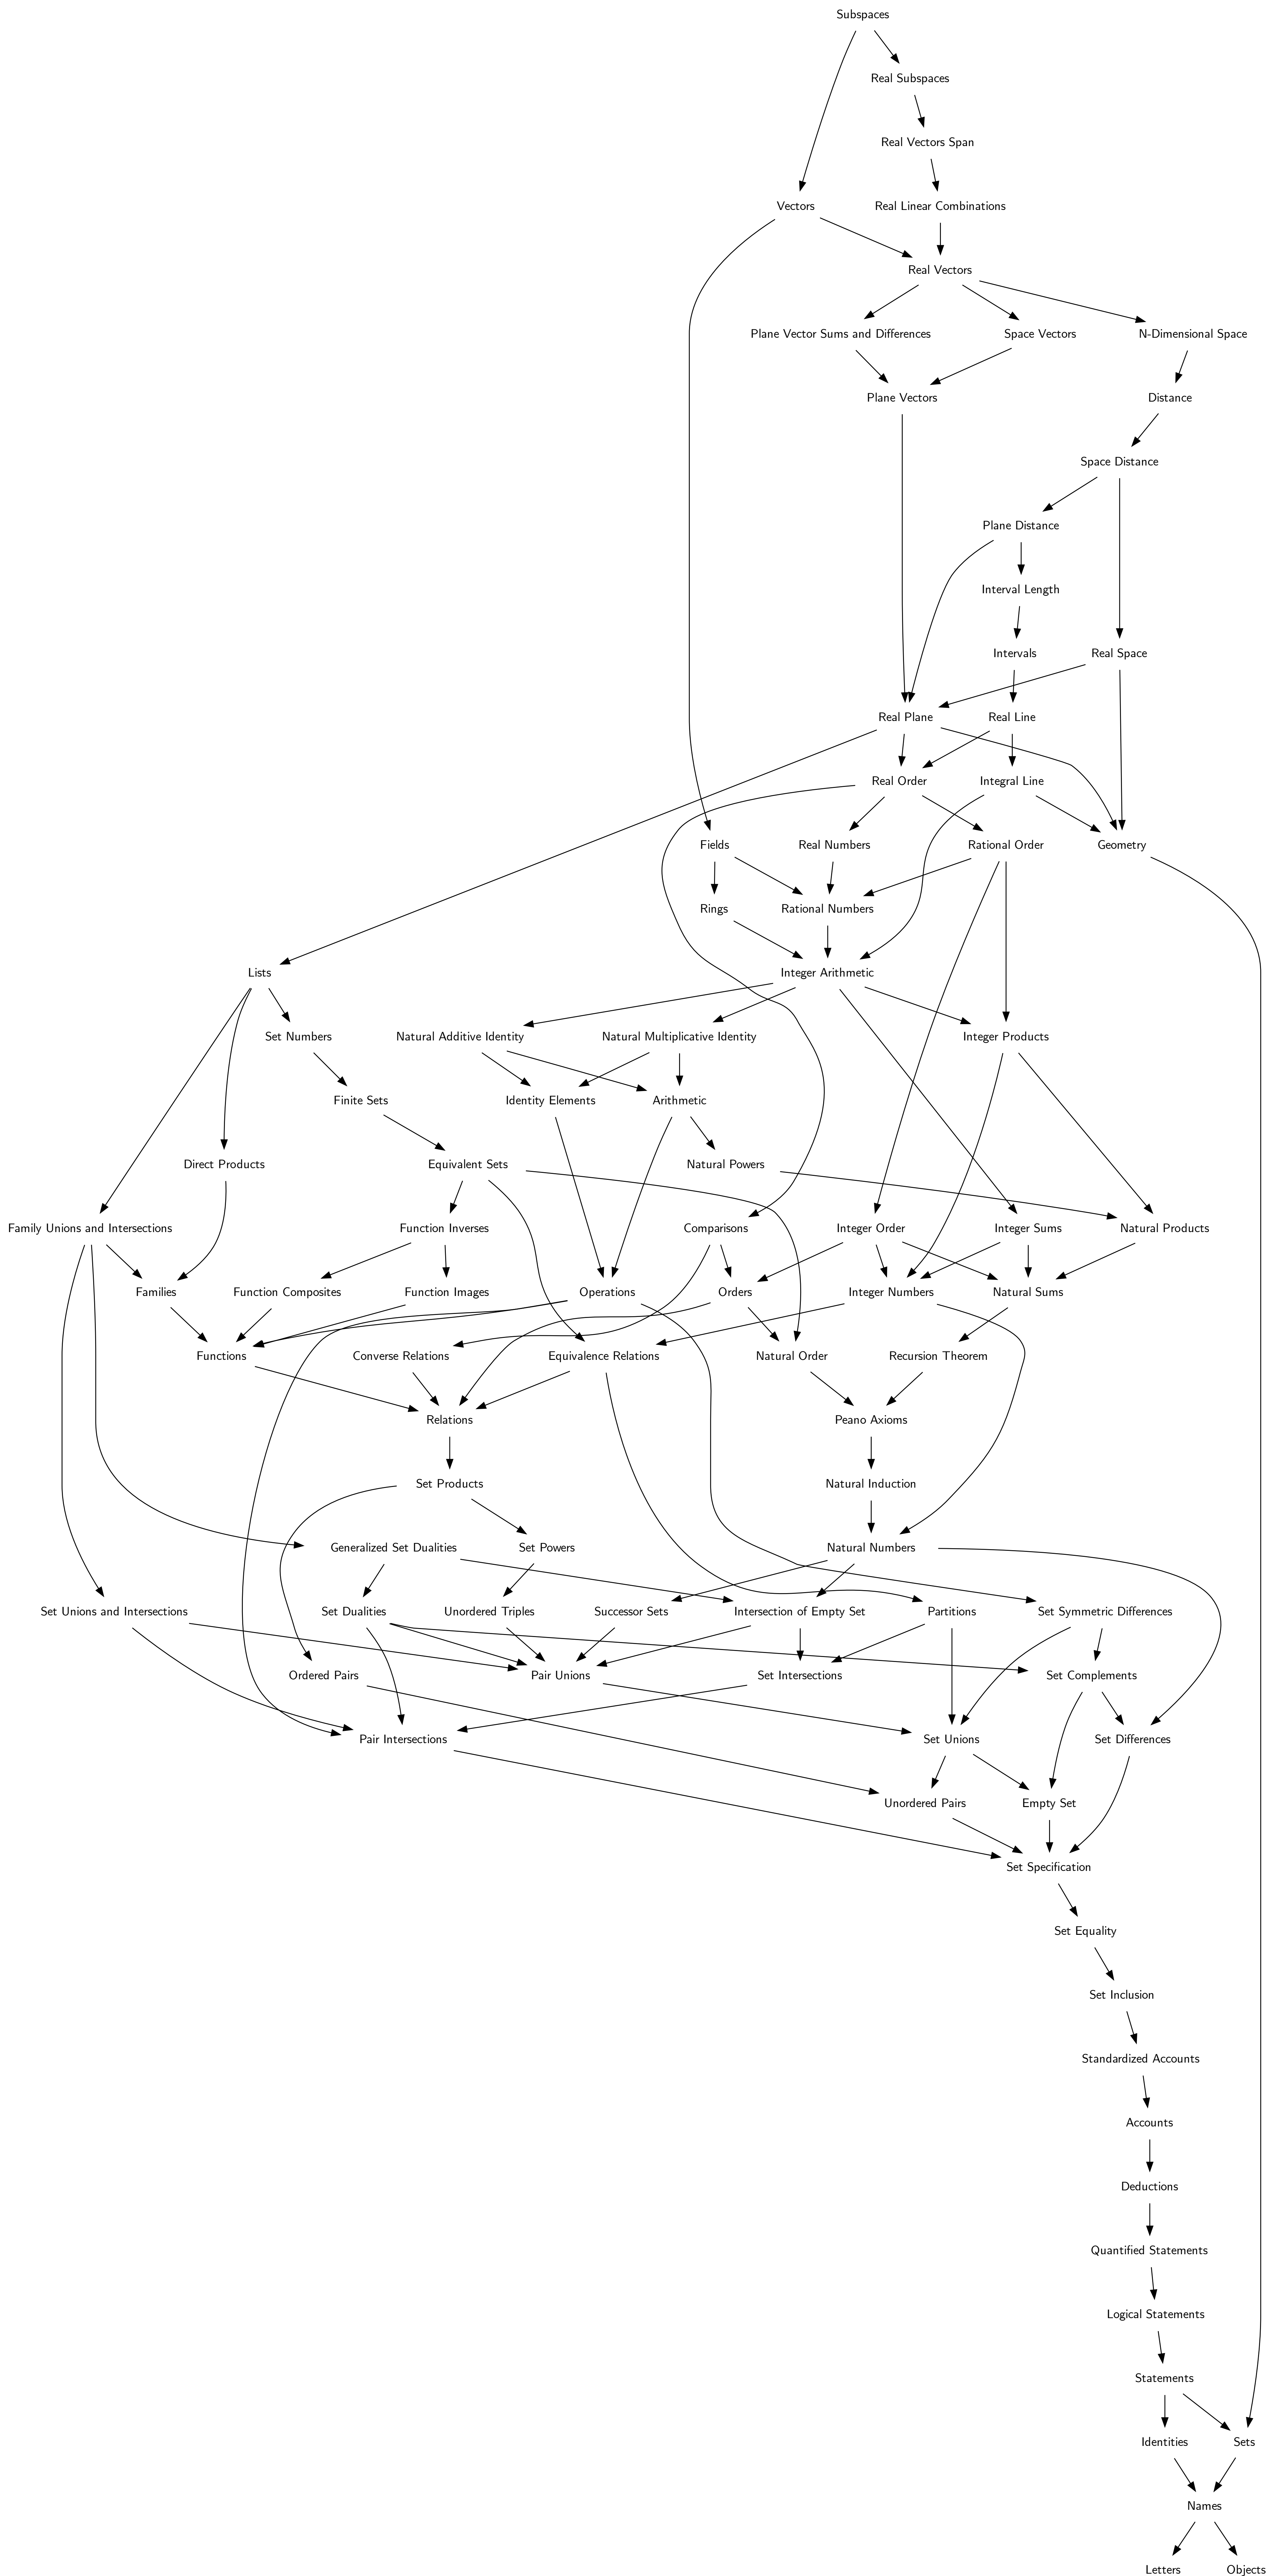 Subspaces
Real Subspaces
Real Vectors Span
Vectors
Real Linear Combinations
Real Vectors
Plane Vector Sums and Differences
Space Vectors
N-Dimensional Space
Plane Vectors
Distance
Space Distance
Plane Distance
Interval Length
Intervals
Real Space
Real Plane
Real Line
Real Order
Integral Line
Fields
Real Numbers
Rational Order
Geometry
Rings
Rational Numbers
Lists
Integer Arithmetic
Set Numbers
Natural Additive Identity
Natural Multiplicative Identity
Integer Products
Finite Sets
Identity Elements
Arithmetic
Direct Products
Equivalent Sets
Natural Powers
Family Unions and Intersections
Function Inverses
Comparisons
Integer Order
Integer Sums
Natural Products
Families
Function Composites
Function Images
Operations
Orders
Integer Numbers
Natural Sums
Functions
Converse Relations
Equivalence Relations
Natural Order
Recursion Theorem
Relations
Peano Axioms
Set Products
Natural Induction
Generalized Set Dualities
Set Powers
Natural Numbers
Set Unions and Intersections
Set Dualities
Unordered Triples
Successor Sets
Intersection of Empty Set
Partitions
Set Symmetric Differences
Ordered Pairs
Pair Unions
Set Intersections
Set Complements
Pair Intersections
Set Unions
Set Differences
Unordered Pairs
Empty Set
Set Specification
Set Equality
Set Inclusion
Standardized Accounts
Accounts
Deductions
Quantified Statements
Logical Statements
Statements
Identities
Sets
Names
Letters
Objects